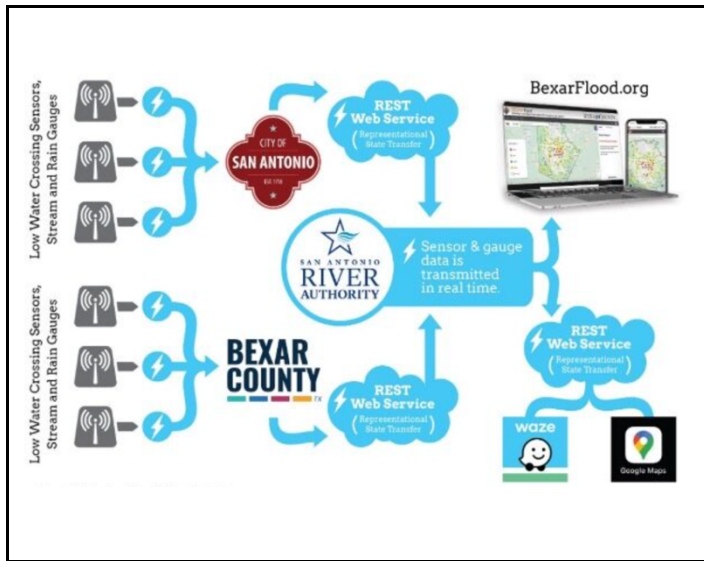 Low Water Crossing Sensors,
Stream and Rain Gauges
CITY OF
SAN ANTONIO
REST
Web Service
(Representational
State Transfer)
BexarFlood.org
SAN ANTONIO
RIVER
AUTHORITY
Sensor & gauge
data is
transmitted
in real time.
Low Water Crossing Sensors,
Stream and Rain Gauges
BEXAR
COUNTY
TX
REST
Web Service
(Representational
State Transfer)
REST
Web Service
(Representational
State Transfer)
waze
Google Maps